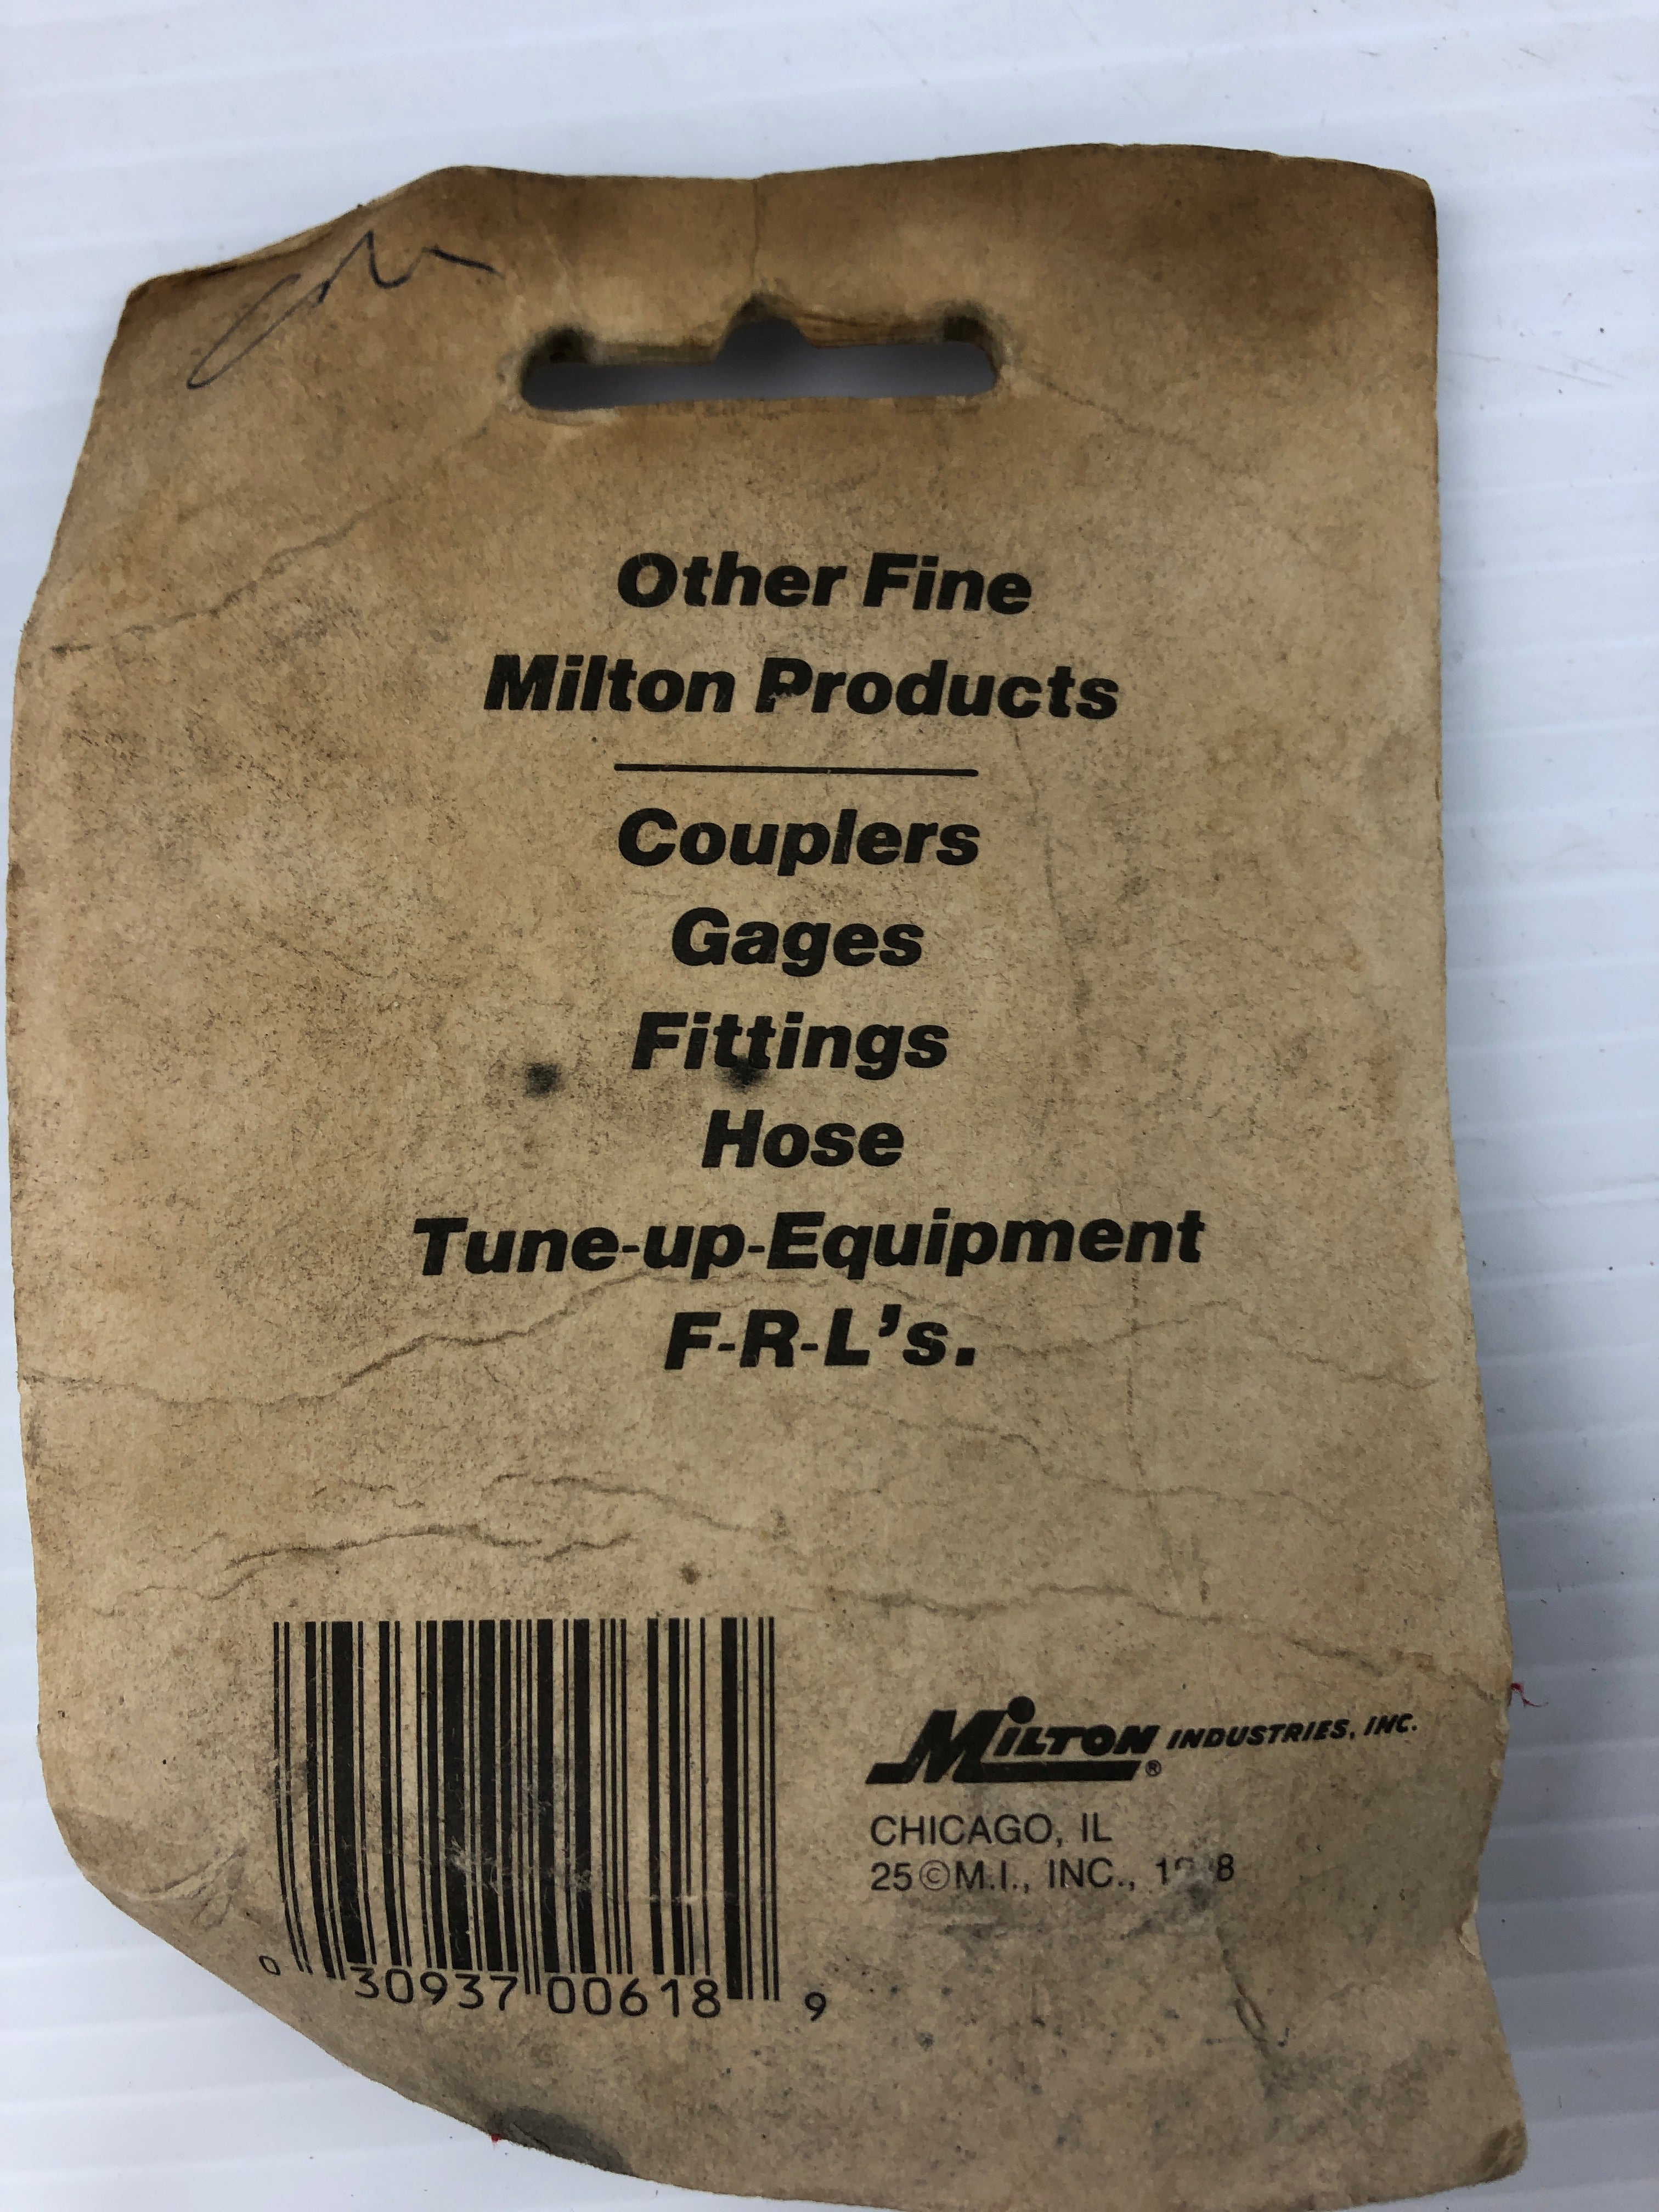 Other Fine
Milton Products
Couplers
Gages
Fittings
Hose
Tune-up-Equipment
F-R-L's.
MILTON® INDUSTRIES, INC.
CHICAGO, IL
25©M.I., INC.,
0 30937 00618 9